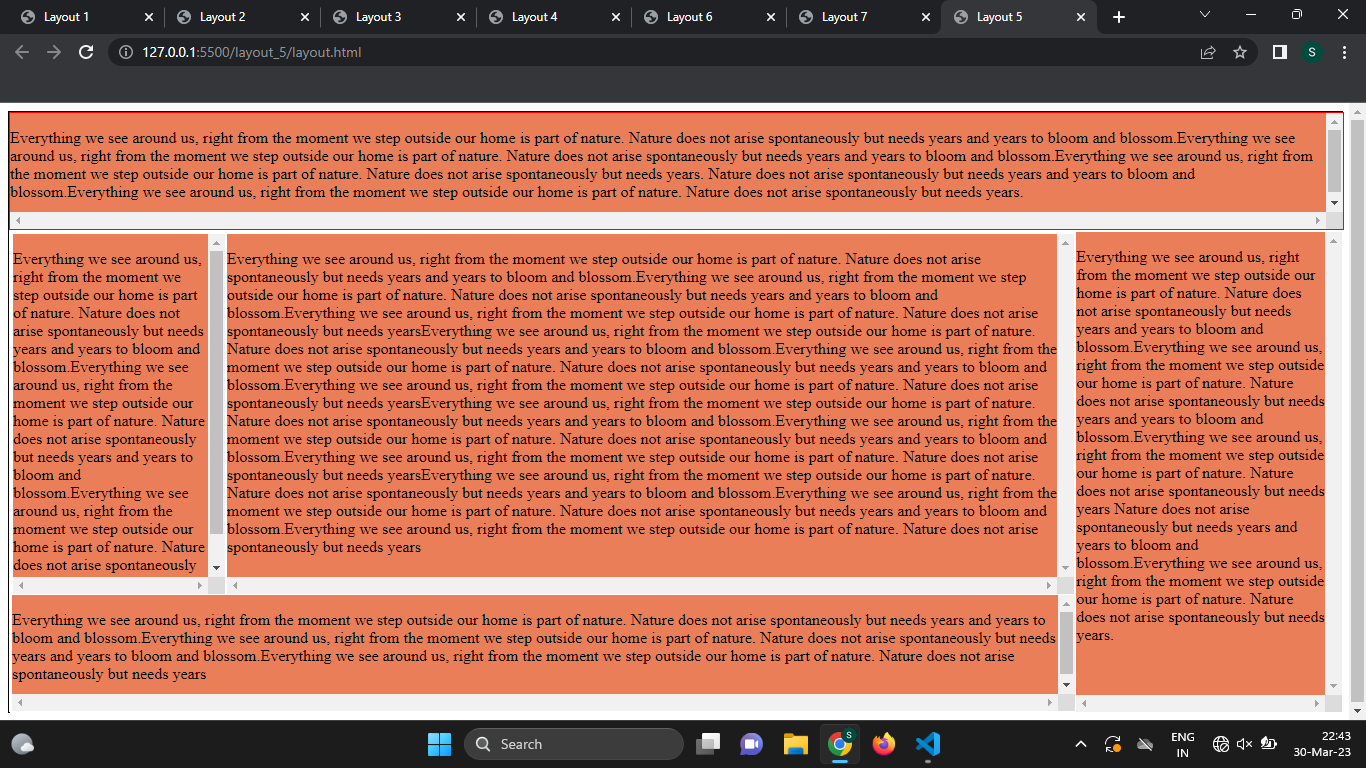 Layout 1
Layout 2
Layout 3
Layout 4
Layout 6
Layout 7
Layout 5
127.0.0.1:5500/layout_5/layout.html
S
Everything we see around us, right from the moment we step outside our home is part of nature. Nature does not arise spontaneously but needs years and years to bloom and blossom.Everything we see
around us, right from the moment we step outside our home is part of nature. Nature does not arise spontaneously but needs years and years to bloom and blossom.Everything we see around us, right from
the moment we step outside our home is part of nature. Nature does not arise spontaneously but needs years. Nature does not arise spontaneously but needs years and years to bloom and
blossom.Everything we see around us, right from the moment we step outside our home is part of nature. Nature does not arise spontaneously but needs years.
Everything we see around us,
right from the moment we
step outside our home is part
of nature. Nature does not
arise spontaneously but needs
years and years to bloom and
blossom.Everything we see
around us, right from the
moment we step outside our
home is part of nature. Nature
does not arise spontaneously
but needs years and years to
bloom and
blossom.Everything we see
around us, right from the
moment we step outside our
home is part of nature. Nature
does not arise spontaneously
Everything we see around us, right from the moment we step outside our home is part of nature. Nature does not arise
spontaneously but needs years and years to bloom and blossom.Everything we see around us, right from the moment we step
outside our home is part of nature. Nature does not arise spontaneously but needs years and years to bloom and
blossom.Everything we see around us, right from the moment we step outside our home is part of nature. Nature does not arise
spontaneously but needs yearsEverything we see around us, right from the moment we step outside our home is part of nature.
Nature does not arise spontaneously but needs years and years to bloom and blossom.Everything we see around us, right from the
moment we step outside our home is part of nature. Nature does not arise spontaneously but needs years and years to bloom and
blossom.Everything we see around us, right from the moment we step outside our home is part of nature. Nature does not arise
spontaneously but needs yearsEverything we see around us, right from the moment we step outside our home is part of nature.
Nature does not arise spontaneously but needs years and years to bloom and blossom.Everything we see around us, right from the
moment we step outside our home is part of nature. Nature does not arise spontaneously but needs years and years to bloom and
blossom.Everything we see around us, right from the moment we step outside our home is part of nature. Nature does not arise
spontaneously but needs yearsEverything we see around us, right from the moment we step outside our home is part of nature.
Nature does not arise spontaneously but needs years and years to bloom and blossom.Everything we see around us, right from the
moment we step outside our home is part of nature. Nature does not arise spontaneously but needs years and years to bloom and
blossom.Everything we see around us, right from the moment we step outside our home is part of nature. Nature does not arise
spontaneously but needs years
Everything we see around us, right
from the moment we step outside our
home is part of nature. Nature does
not arise spontaneously but needs
years and years to bloom and
blossom.Everything we see around us,
right from the moment we step outside
our home is part of nature. Nature
does not arise spontaneously but needs
years and years to bloom and
blossom.Everything we see around us,
right from the moment we step outside
our home is part of nature. Nature
does not arise spontaneously but needs
years Nature does not arise
spontaneously but needs years and
years to bloom and
blossom.Everything we see around us,
right from the moment we step outside
our home is part of nature. Nature
does not arise spontaneously but needs
years.
Everything we see around us, right from the moment we step outside our home is part of nature. Nature does not arise spontaneously but needs years and years to
bloom and blossom.Everything we see around us, right from the moment we step outside our home is part of nature. Nature does not arise spontaneously but needs
years and years to bloom and blossom.Everything we see around us, right from the moment we step outside our home is part of nature. Nature does not arise
spontaneously but needs years
Search
S
ENG
IN
22:43
30-Mar-23